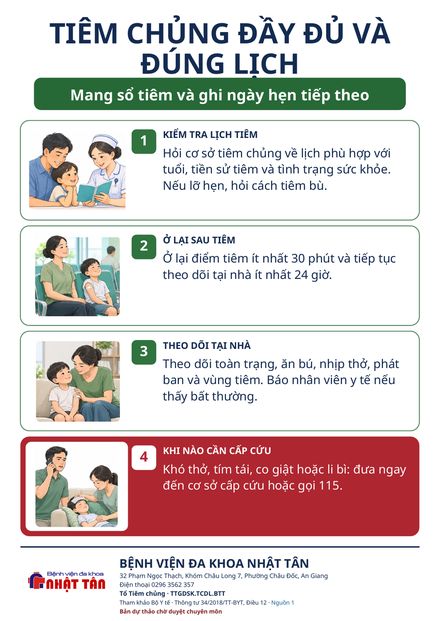 TIÊM CHỦNG ĐẦY ĐỦ VÀ
ĐÚNG LỊCH
Mang sổ tiêm và ghi ngày hẹn tiếp theo
1
KIỂM TRA LỊCH TIÊM
Hỏi cơ sở tiêm chủng về lịch phù hợp với
tuổi, tiền sử tiêm và tình trạng sức khỏe.
Nếu lỡ hẹn, hỏi cách tiêm bù.
2
Ở LẠI SAU TIÊM
Ở lại điểm tiêm ít nhất 30 phút và tiếp tục
theo dõi tại nhà ít nhất 24 giờ.
3
THEO DÕI TẠI NHÀ
Theo dõi toàn trạng, ăn bú, nhịp thở, phát
ban và vùng tiêm. Báo nhân viên y tế nếu
thấy bất thường.
4
KHI NÀO CẦN CẤP CỨU
Khó thở, tím tái, co giật hoặc li bì: đưa ngay
đến cơ sở cấp cứu hoặc gọi 115.
Bệnh viện đa khoa
NHẬT TÂN
BỆNH VIỆN ĐA KHOA NHẬT TÂN
32 Phạm Ngọc Thạch, Khóm Châu Long 7, Phường Châu Đốc, An Giang
Điện thoại 0296 3562 357
Tổ Tiêm chủng · TTGDSK.TCDL.BTT
Tham khảo Bộ Y tế · Thông tư 34/2018/TT-BYT, Điều 12 · Nguồn 1
Bản dự thảo chờ duyệt chuyên môn